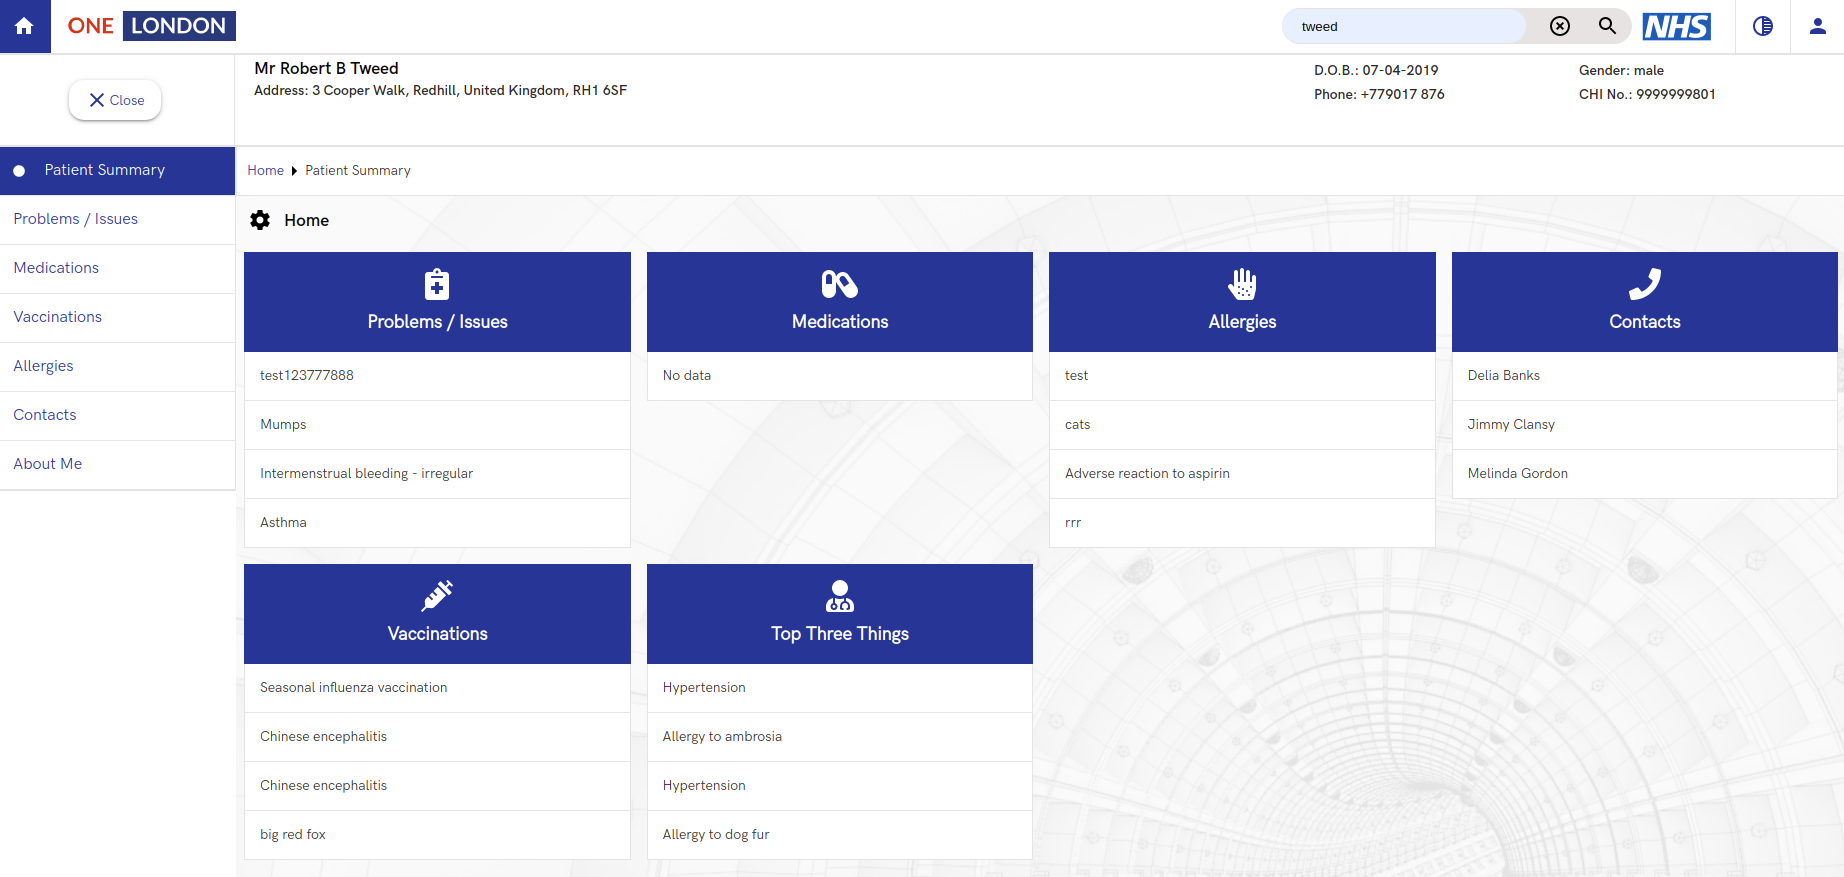 ONE LONDON
tweed
NHS
Close
Mr Robert B Tweed
Address: 3 Cooper Walk, Redhill, United Kingdom, RH1 6SF
D.O.B.: 07-04-2019
Gender: male
Phone: +779017 876
CHI No.: 9999999801
Patient Summary
Problems / Issues
Medications
Vaccinations
Allergies
Contacts
About Me
Home Patient Summary
Home
Problems / Issues
test123777888
Mumps
Intermenstrual bleeding - irregular
Asthma
Medications
No data
Allergies
test
cats
Adverse reaction to aspirin
rrr
Contacts
Delia Banks
Jimmy Clansy
Melinda Gordon
Vaccinations
Seasonal influenza vaccination
Chinese encephalitis
Chinese encephalitis
big red fox
Top Three Things
Hypertension
Allergy to ambrosia
Hypertension
Allergy to dog fur